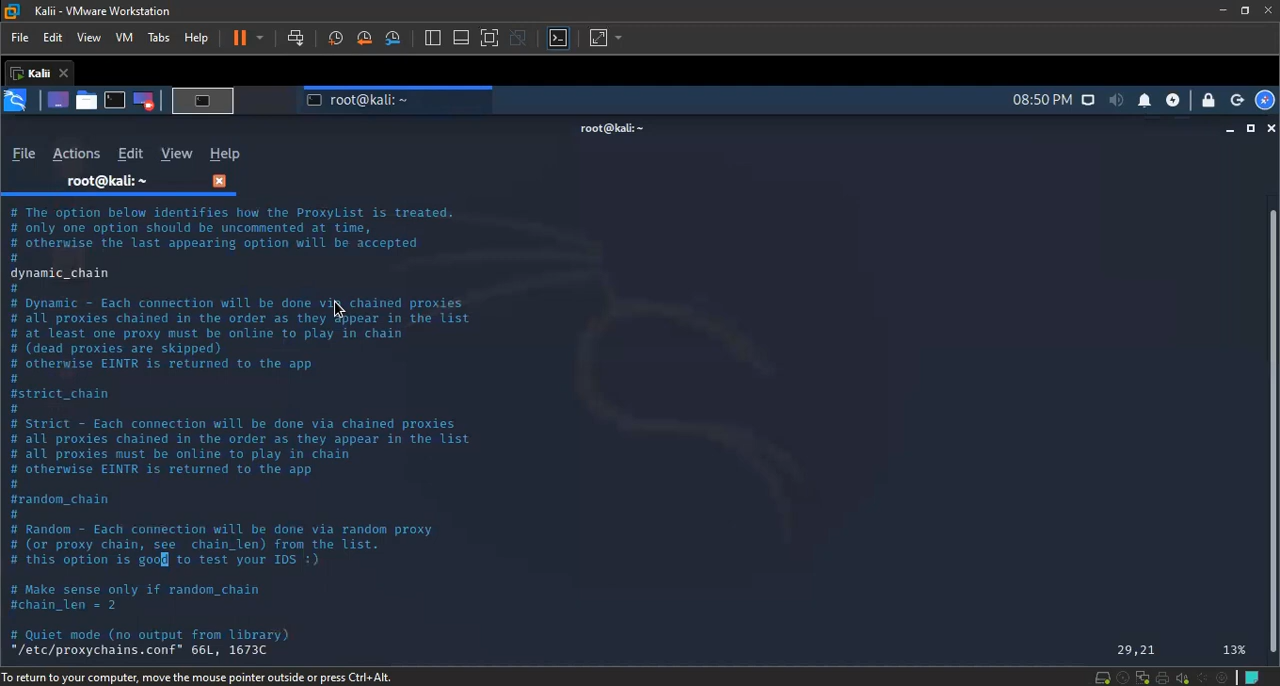 Kalii - VMware Workstation
File Edit View VM Tabs Help
Kalii
root@kali: ~ 08:50 PM
root@kali: ~
File Actions Edit View Help
root@kali: ~
# The option below identifies how the ProxyList is treated.
# only one option should be uncommented at time,
# otherwise the last appearing option will be accepted
#
dynamic_chain
#
# Dynamic - Each connection will be done via chained proxies
# all proxies chained in the order as they appear in the list
# at least one proxy must be online to play in chain
# (dead proxies are skipped)
# otherwise EINTR is returned to the app
#
#strict_chain
#
# Strict - Each connection will be done via chained proxies
# all proxies chained in the order as they appear in the list
# all proxies must be online to play in chain
# otherwise EINTR is returned to the app
#
#random_chain
#
# Random - Each connection will be done via random proxy
# (or proxy chain, see  chain_len) from the list.
# this option is good to test your IDS :)
# Make sense only if random_chain
#chain_len = 2
# Quiet mode (no output from library)
"/etc/proxychains.conf" 66L, 1673C 29,21 13%
To return to your computer, move the mouse pointer outside or press Ctrl+Alt.